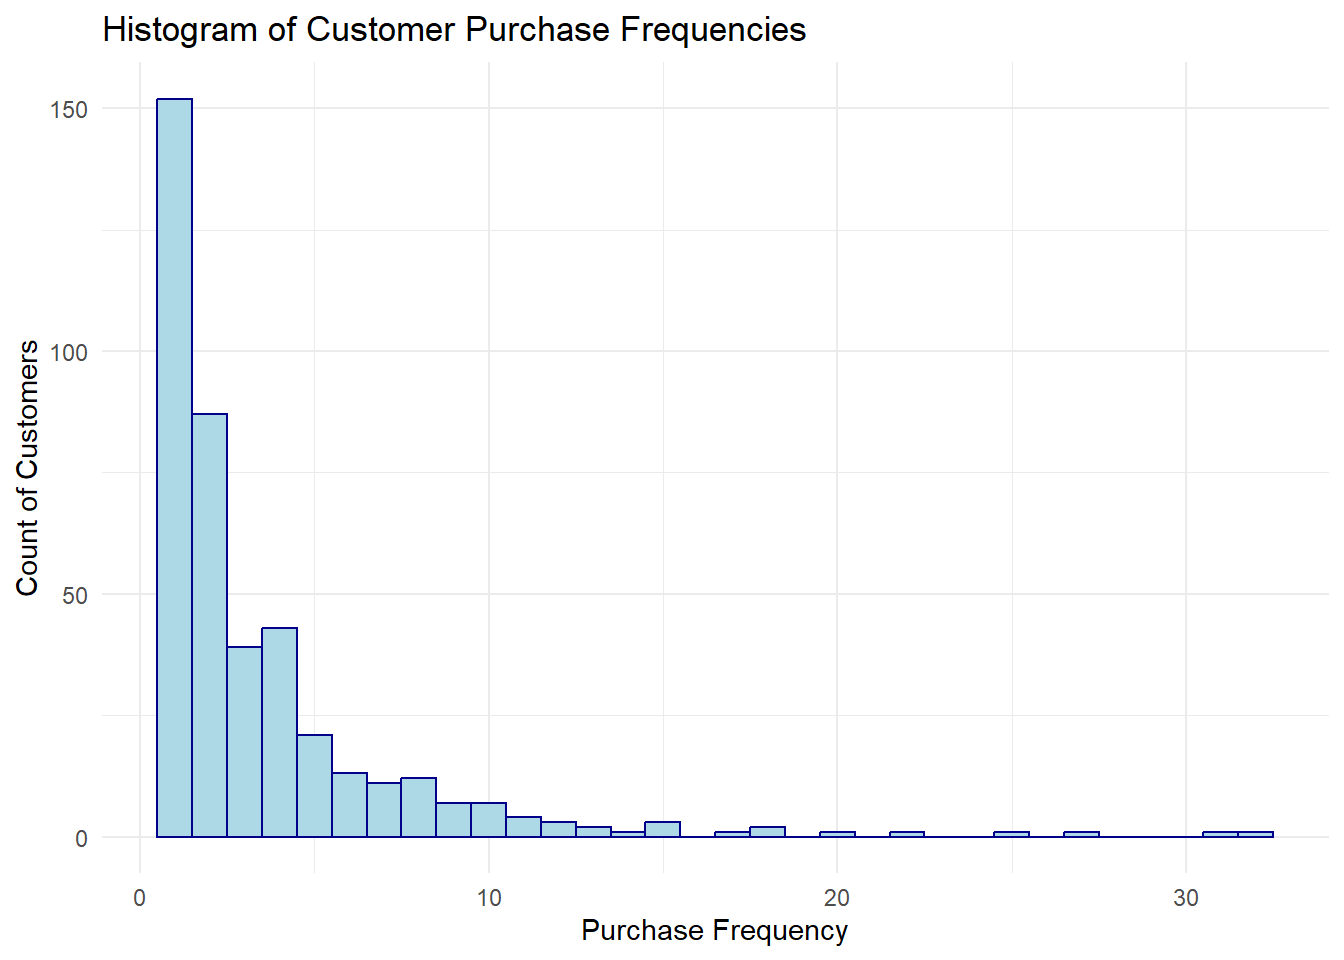 Histogram of Customer Purchase Frequencies
Count of Customers
150
100
50
0
0 10 20 30
Purchase Frequency